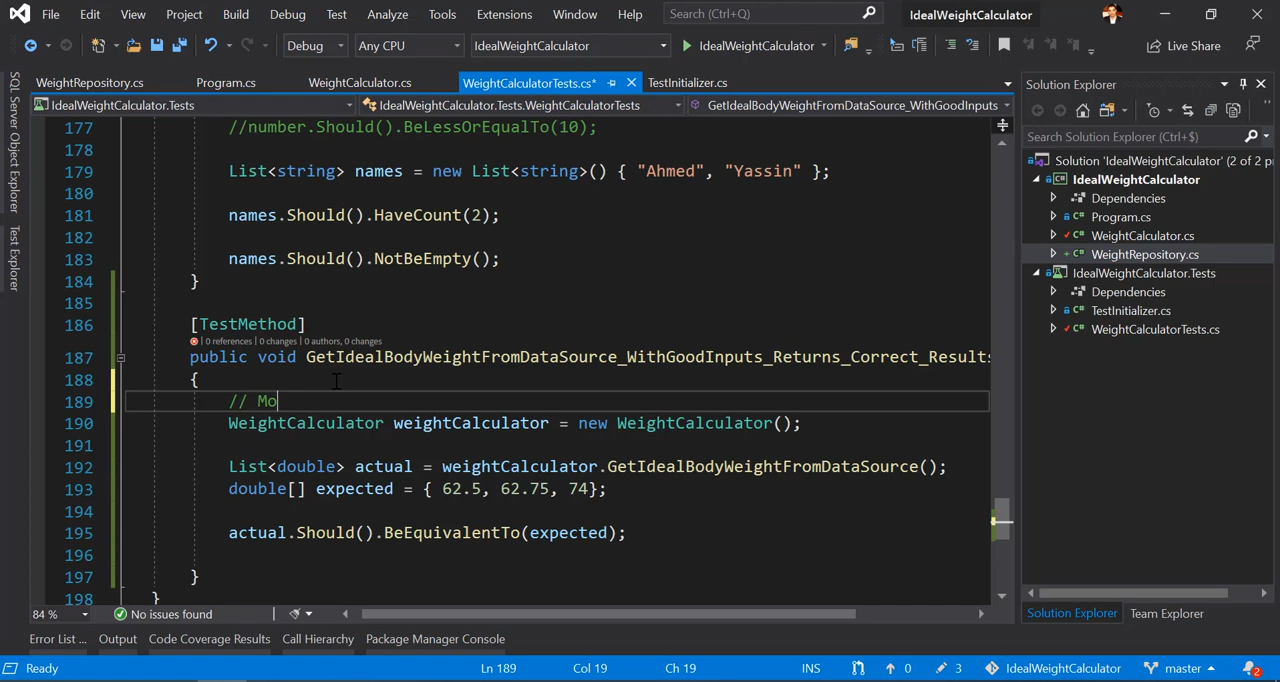 File Edit View Project Build Debug Test Analyze Tools Extensions Window Help Search (Ctrl+Q) IdealWeightCalculator
Debug Any CPU IdealWeightCalculator IdealWeightCalculator Live Share
WeightRepository.cs Program.cs WeightCalculator.cs WeightCalculatorTests.cs* TestInitializer.cs
IdealWeightCalculator.Tests IdealWeightCalculator.Tests.WeightCalculatorTests GetIdealBodyWeightFromDataSource_WithGoodInputs
SQL Server Object Explorer
Test Explorer
177 //number.Should().BeLessOrEqualTo(10);
178
179 List<string> names = new List<string>() { "Ahmed", "Yassin" };
180
181 names.Should().HaveCount(2);
182
183 names.Should().NotBeEmpty();
184 }
185
186 [TestMethod]
0 references | 0 changes | 0 authors, 0 changes
187 public void GetIdealBodyWeightFromDataSource_WithGoodInputs_Returns_Correct_Results
188 {
189 // Mo
190 WeightCalculator weightCalculator = new WeightCalculator();
191
192 List<double> actual = weightCalculator.GetIdealBodyWeightFromDataSource();
193 double[] expected = { 62.5, 62.75, 74};
194
195 actual.Should().BeEquivalentTo(expected);
196
197 }
198 }
84 % No issues found
Solution Explorer
Search Solution Explorer (Ctrl+$)
Solution 'IdealWeightCalculator' (2 of 2 p
IdealWeightCalculator
Dependencies
Program.cs
WeightCalculator.cs
WeightRepository.cs
IdealWeightCalculator.Tests
Dependencies
TestInitializer.cs
WeightCalculatorTests.cs
Solution Explorer Team Explorer
Error List ... Output Code Coverage Results Call Hierarchy Package Manager Console
Ready Ln 189 Col 19 Ch 19 INS 0 3 IdealWeightCalculator master 2